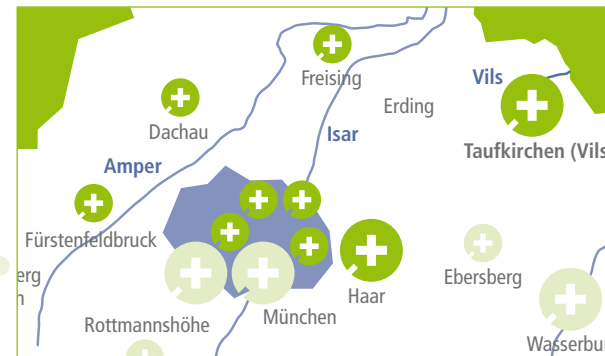 Freising
Vils
Erding
Dachau
Isar
Taufkirchen (Vils
Amper
Fürstenfeldbruck
erg
n
Ebersberg
Haar
München
Rottmannshöhe
Wasserbu